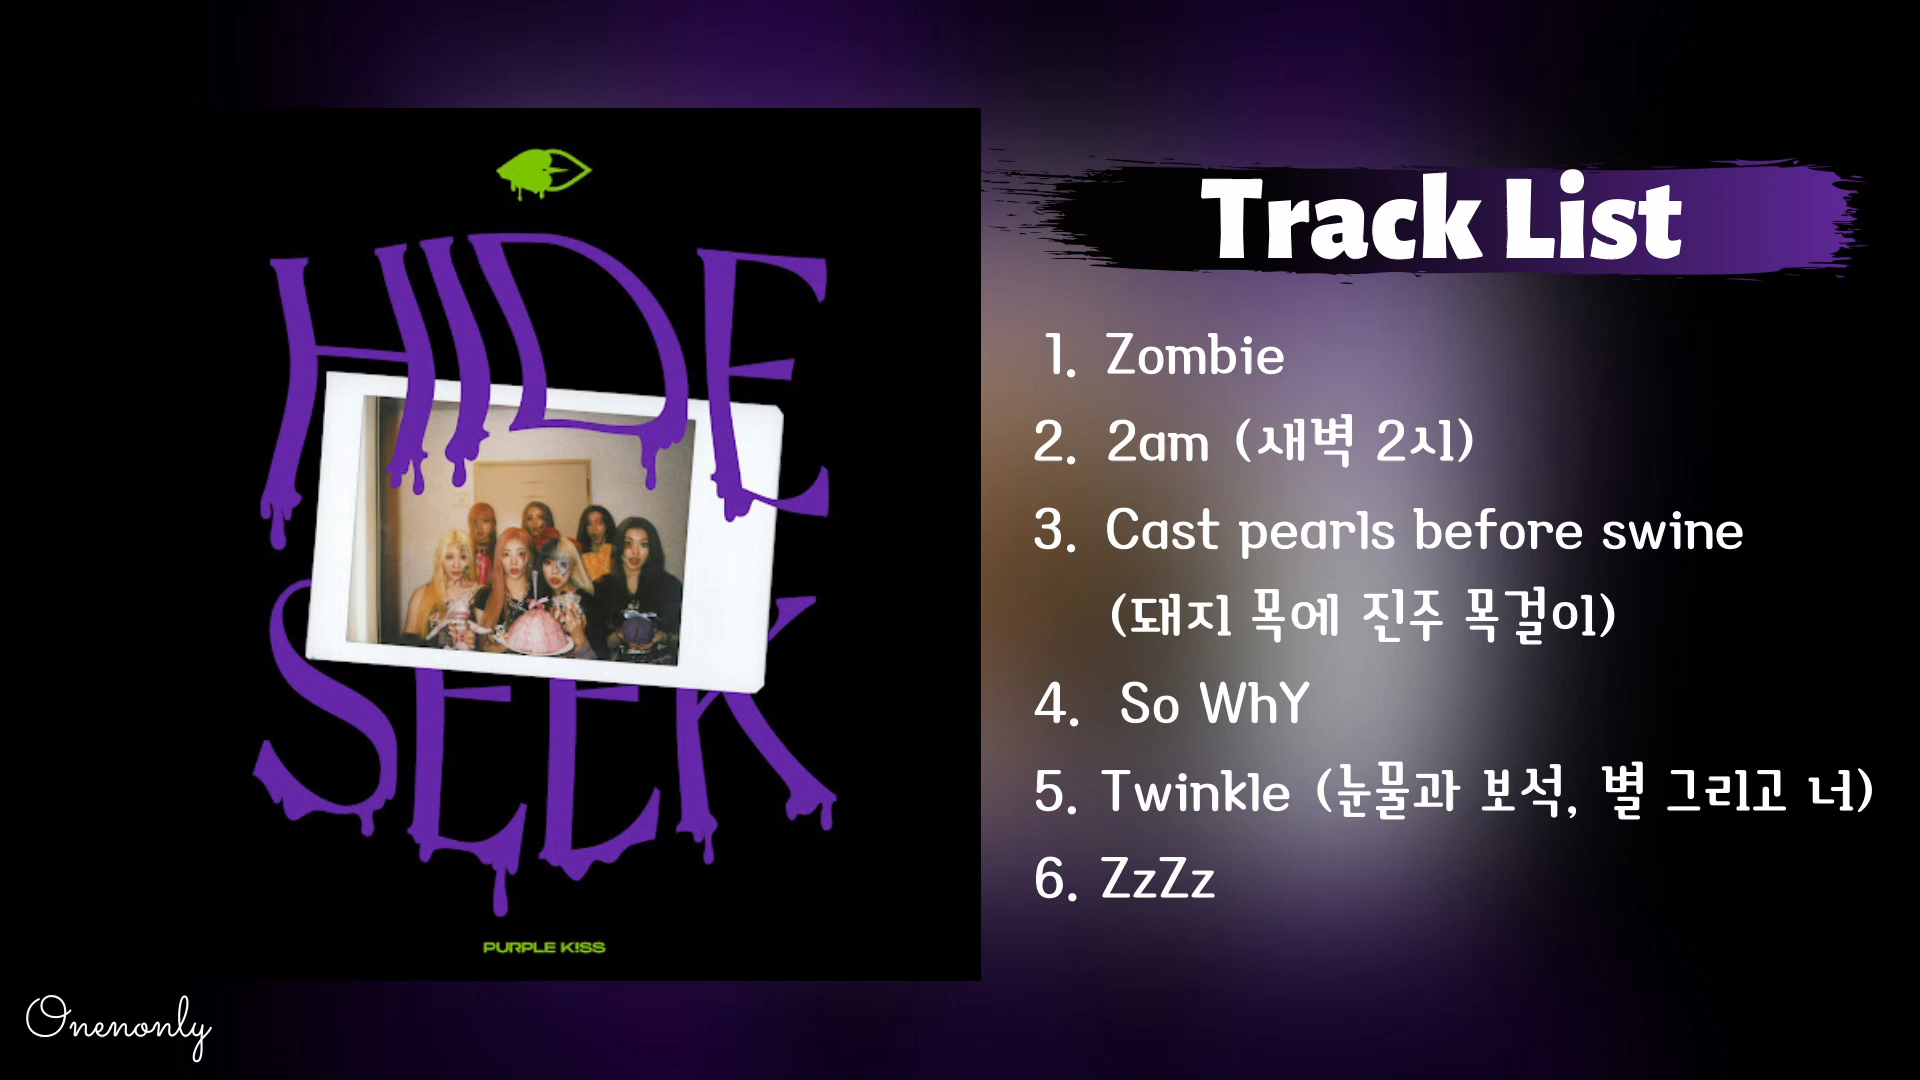 HIDE
SEEK
PURPLE K!SS
Track List
1. Zombie
2. 2am (새벽 2시)
3. Cast pearls before swine
(돼지 목에 진주 목걸이)
4. So WhY
5. Twinkle (눈물과 보석, 별 그리고 너)
6. ZzZz
Onenonly